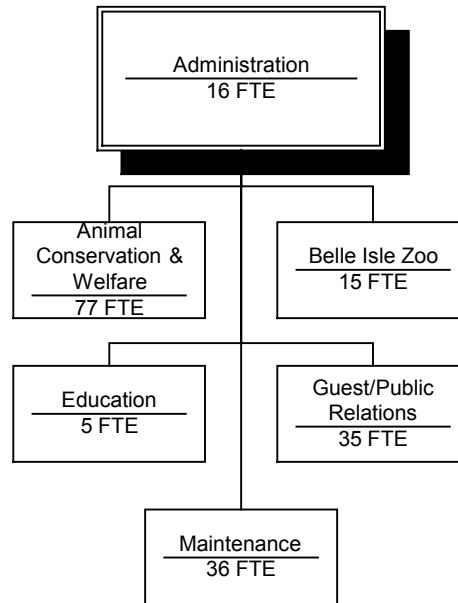 Administration
16 FTE
Animal
Conservation &
Welfare
77 FTE
Belle Isle Zoo
15 FTE
Education
5 FTE
Guest/Public
Relations
35 FTE
Maintenance
36 FTE